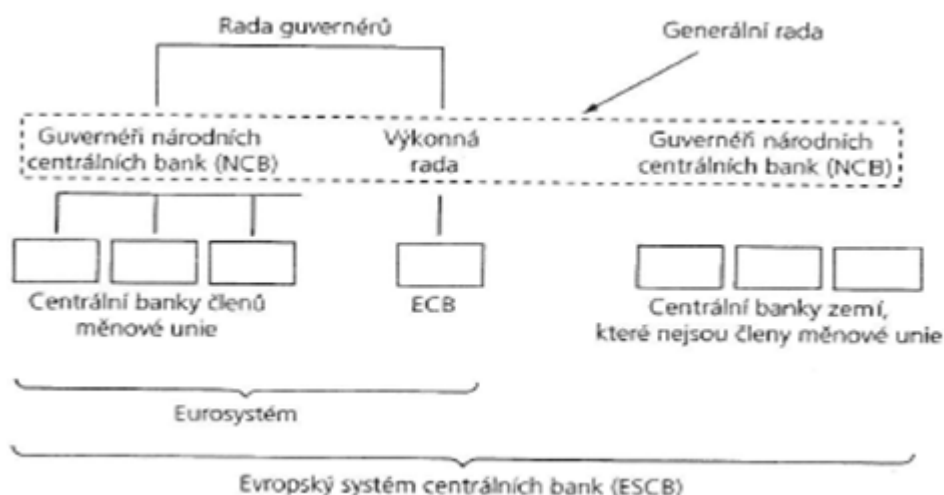 Rada guvernérů
Generální rada
Guvernéři národních
centrálních bank (NCB)
Výkonná
rada
Guvernéři národních
centrálních bank (NCB)
Centrální banky členů
měnové unie
ECB
Centrální banky zemí,
které nejsou členy měnové unie
Eurosystém
Evropský systém centrálních bank (ESCB)